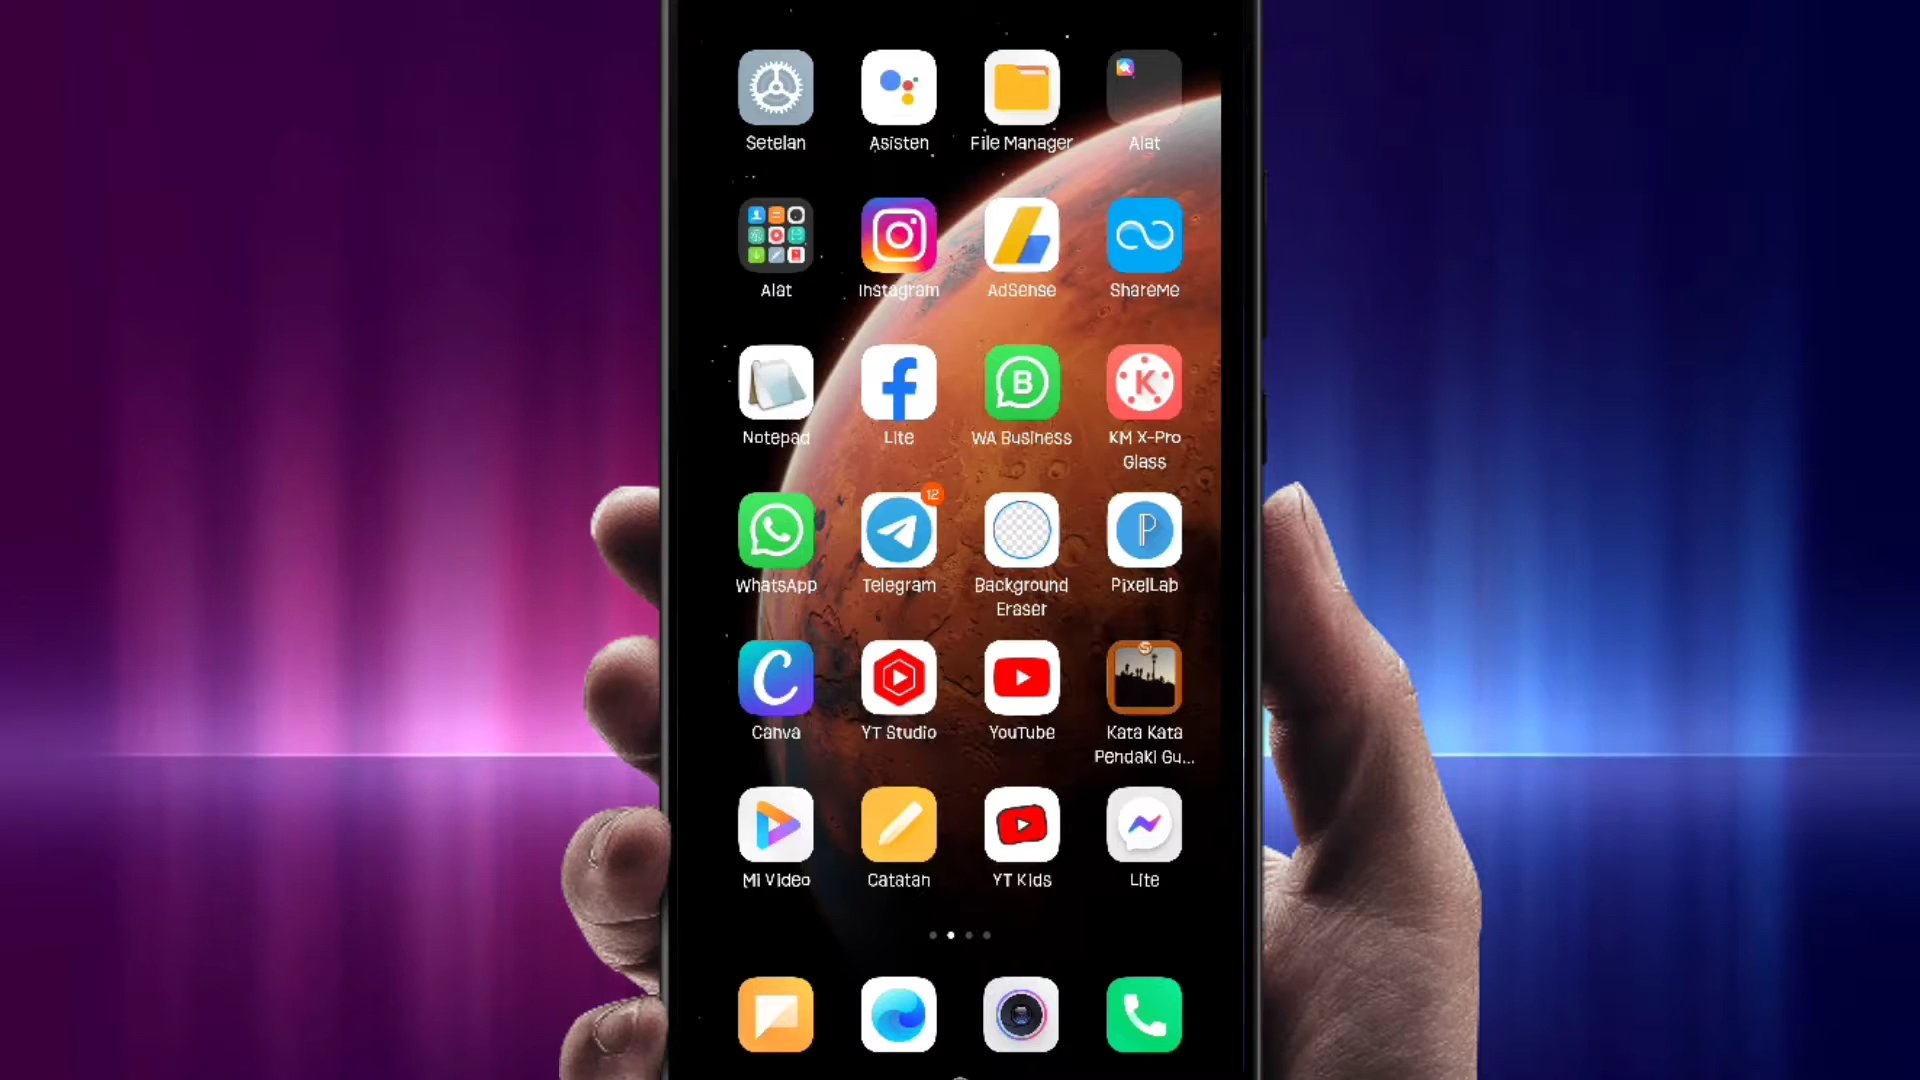 Setelan
Asisten
File Manager
Alat
Alat
Instagram
AdSense
ShareMe
Notepad
Lite
B
WA Business
K
KM X-Pro
Glass
WhatsApp
12
Telegram
Background
Eraser
P
PixelLab
C
Canva
YT Studio
YouTube
Kata Kata
Pendaki Gu...
Mi Video
Catatan
YT Kids
Lite